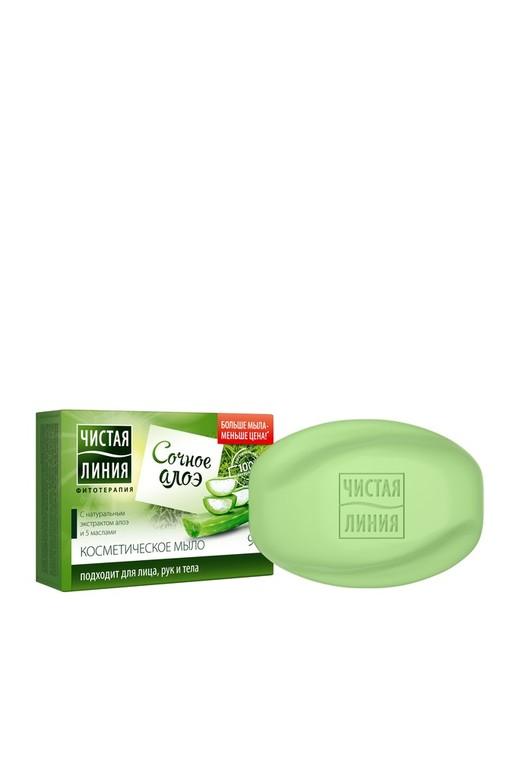 ЧИСТАЯ
ЛИНИЯ
ФИТОТЕРАПИЯ
Сочное
алоэ
БОЛЬШЕ МЫЛА -
МЕНЬШЕ ЦЕНА!*
С натуральным
экстрактом алоэ
и 5 маслами
КОСМЕТИЧЕСКОЕ МЫЛО
подходит для лица, рук и тела
ЧИСТАЯ
ЛИНИЯ